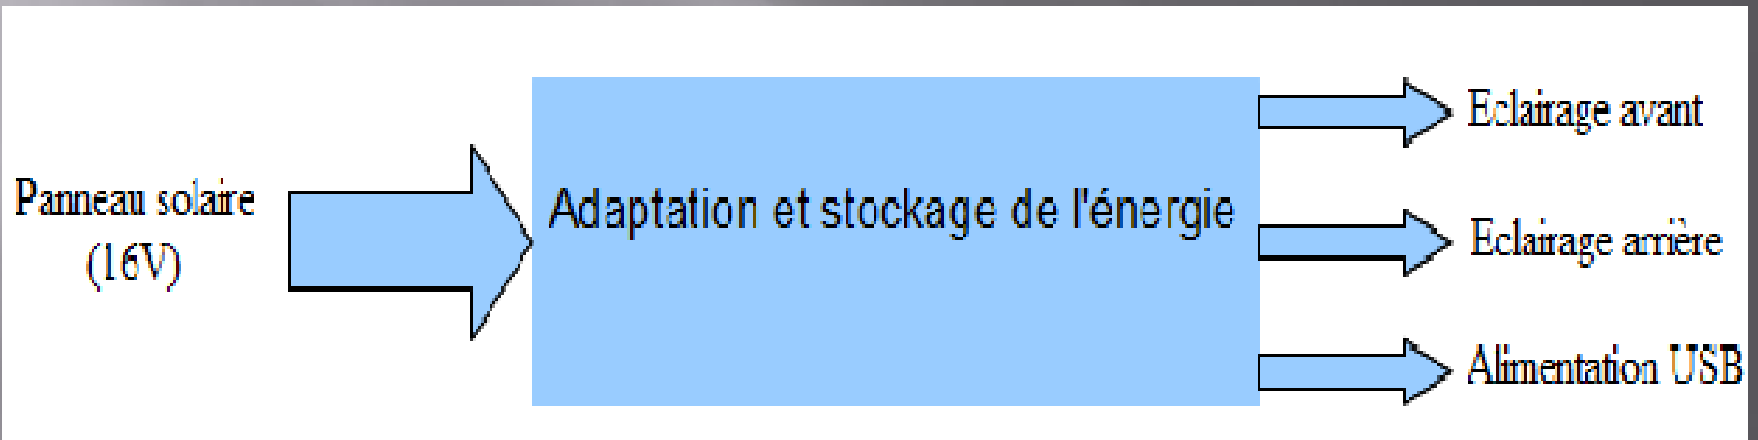 Panneau solaire
(16V)
Adaptation et stockage de l'énergie
Eclairage avant
Eclairage arrière
Alimentation USB